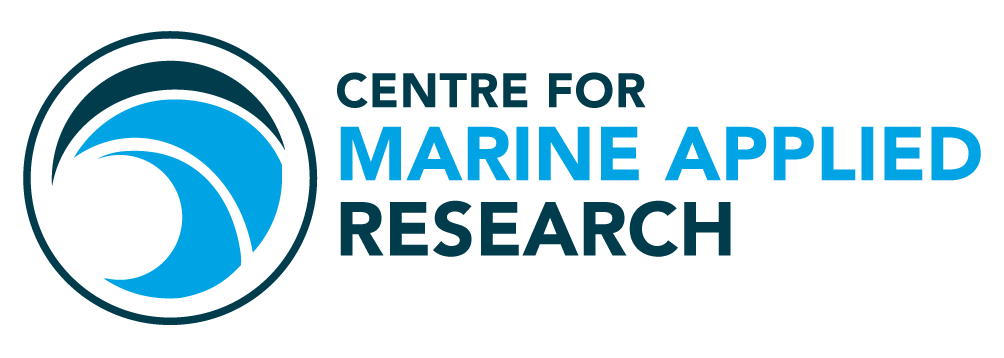 CENTRE FOR
MARINE APPLIED
RESEARCH